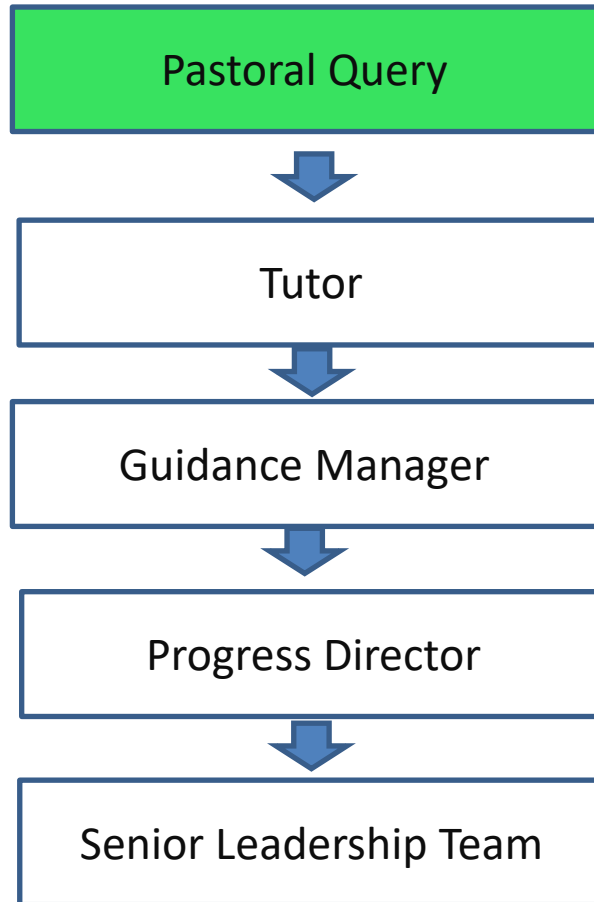 Pastoral Query
Tutor
Guidance Manager
Progress Director
Senior Leadership Team